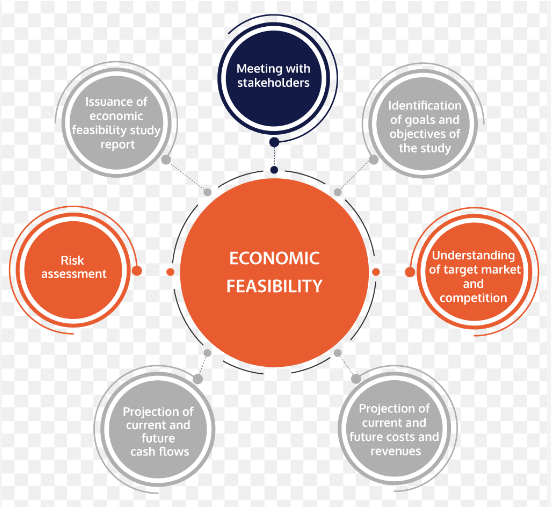 Meeting with
stakeholders
Identification
of goals and
objectives of
the study
Understanding
of target market
and
competition
Projection of
current and
future costs and
revenues
Projection of
current and
future
cash flows
Risk
assessment
Issuance of
economic
feasibility study
report
ECONOMIC
FEASIBILITY